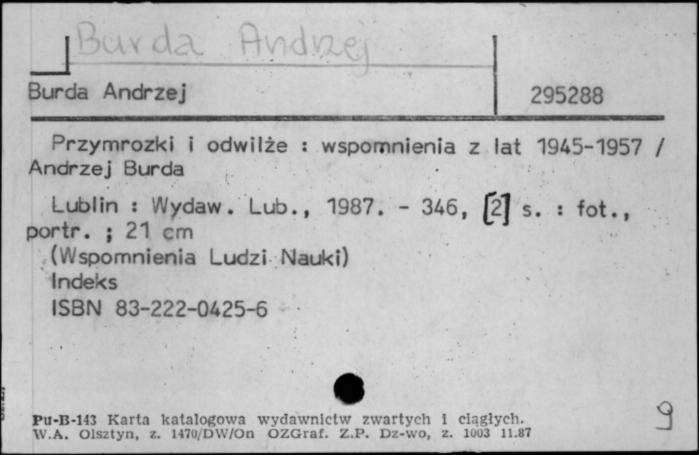 Burda Andrzej
Burda Andrzej 295288
Przymrozki i odwilże : wspomnienia z lat 1945-1957 /
Andrzej Burda
Lublin : Wydaw. Lub., 1987. - 346, [2] s. : fot.,
portr. ; 21 cm
(Wspomnienia Ludzi Nauki)
Indeks
ISBN 83-222-0425-6
Pu-B-143 Karta katalogowa wydawnictw zwartych i ciągłych.
W.A. Olsztyn, z. 1470/DW/On OZGraf. Z.P. Dz-wo, z. 1003 11.87